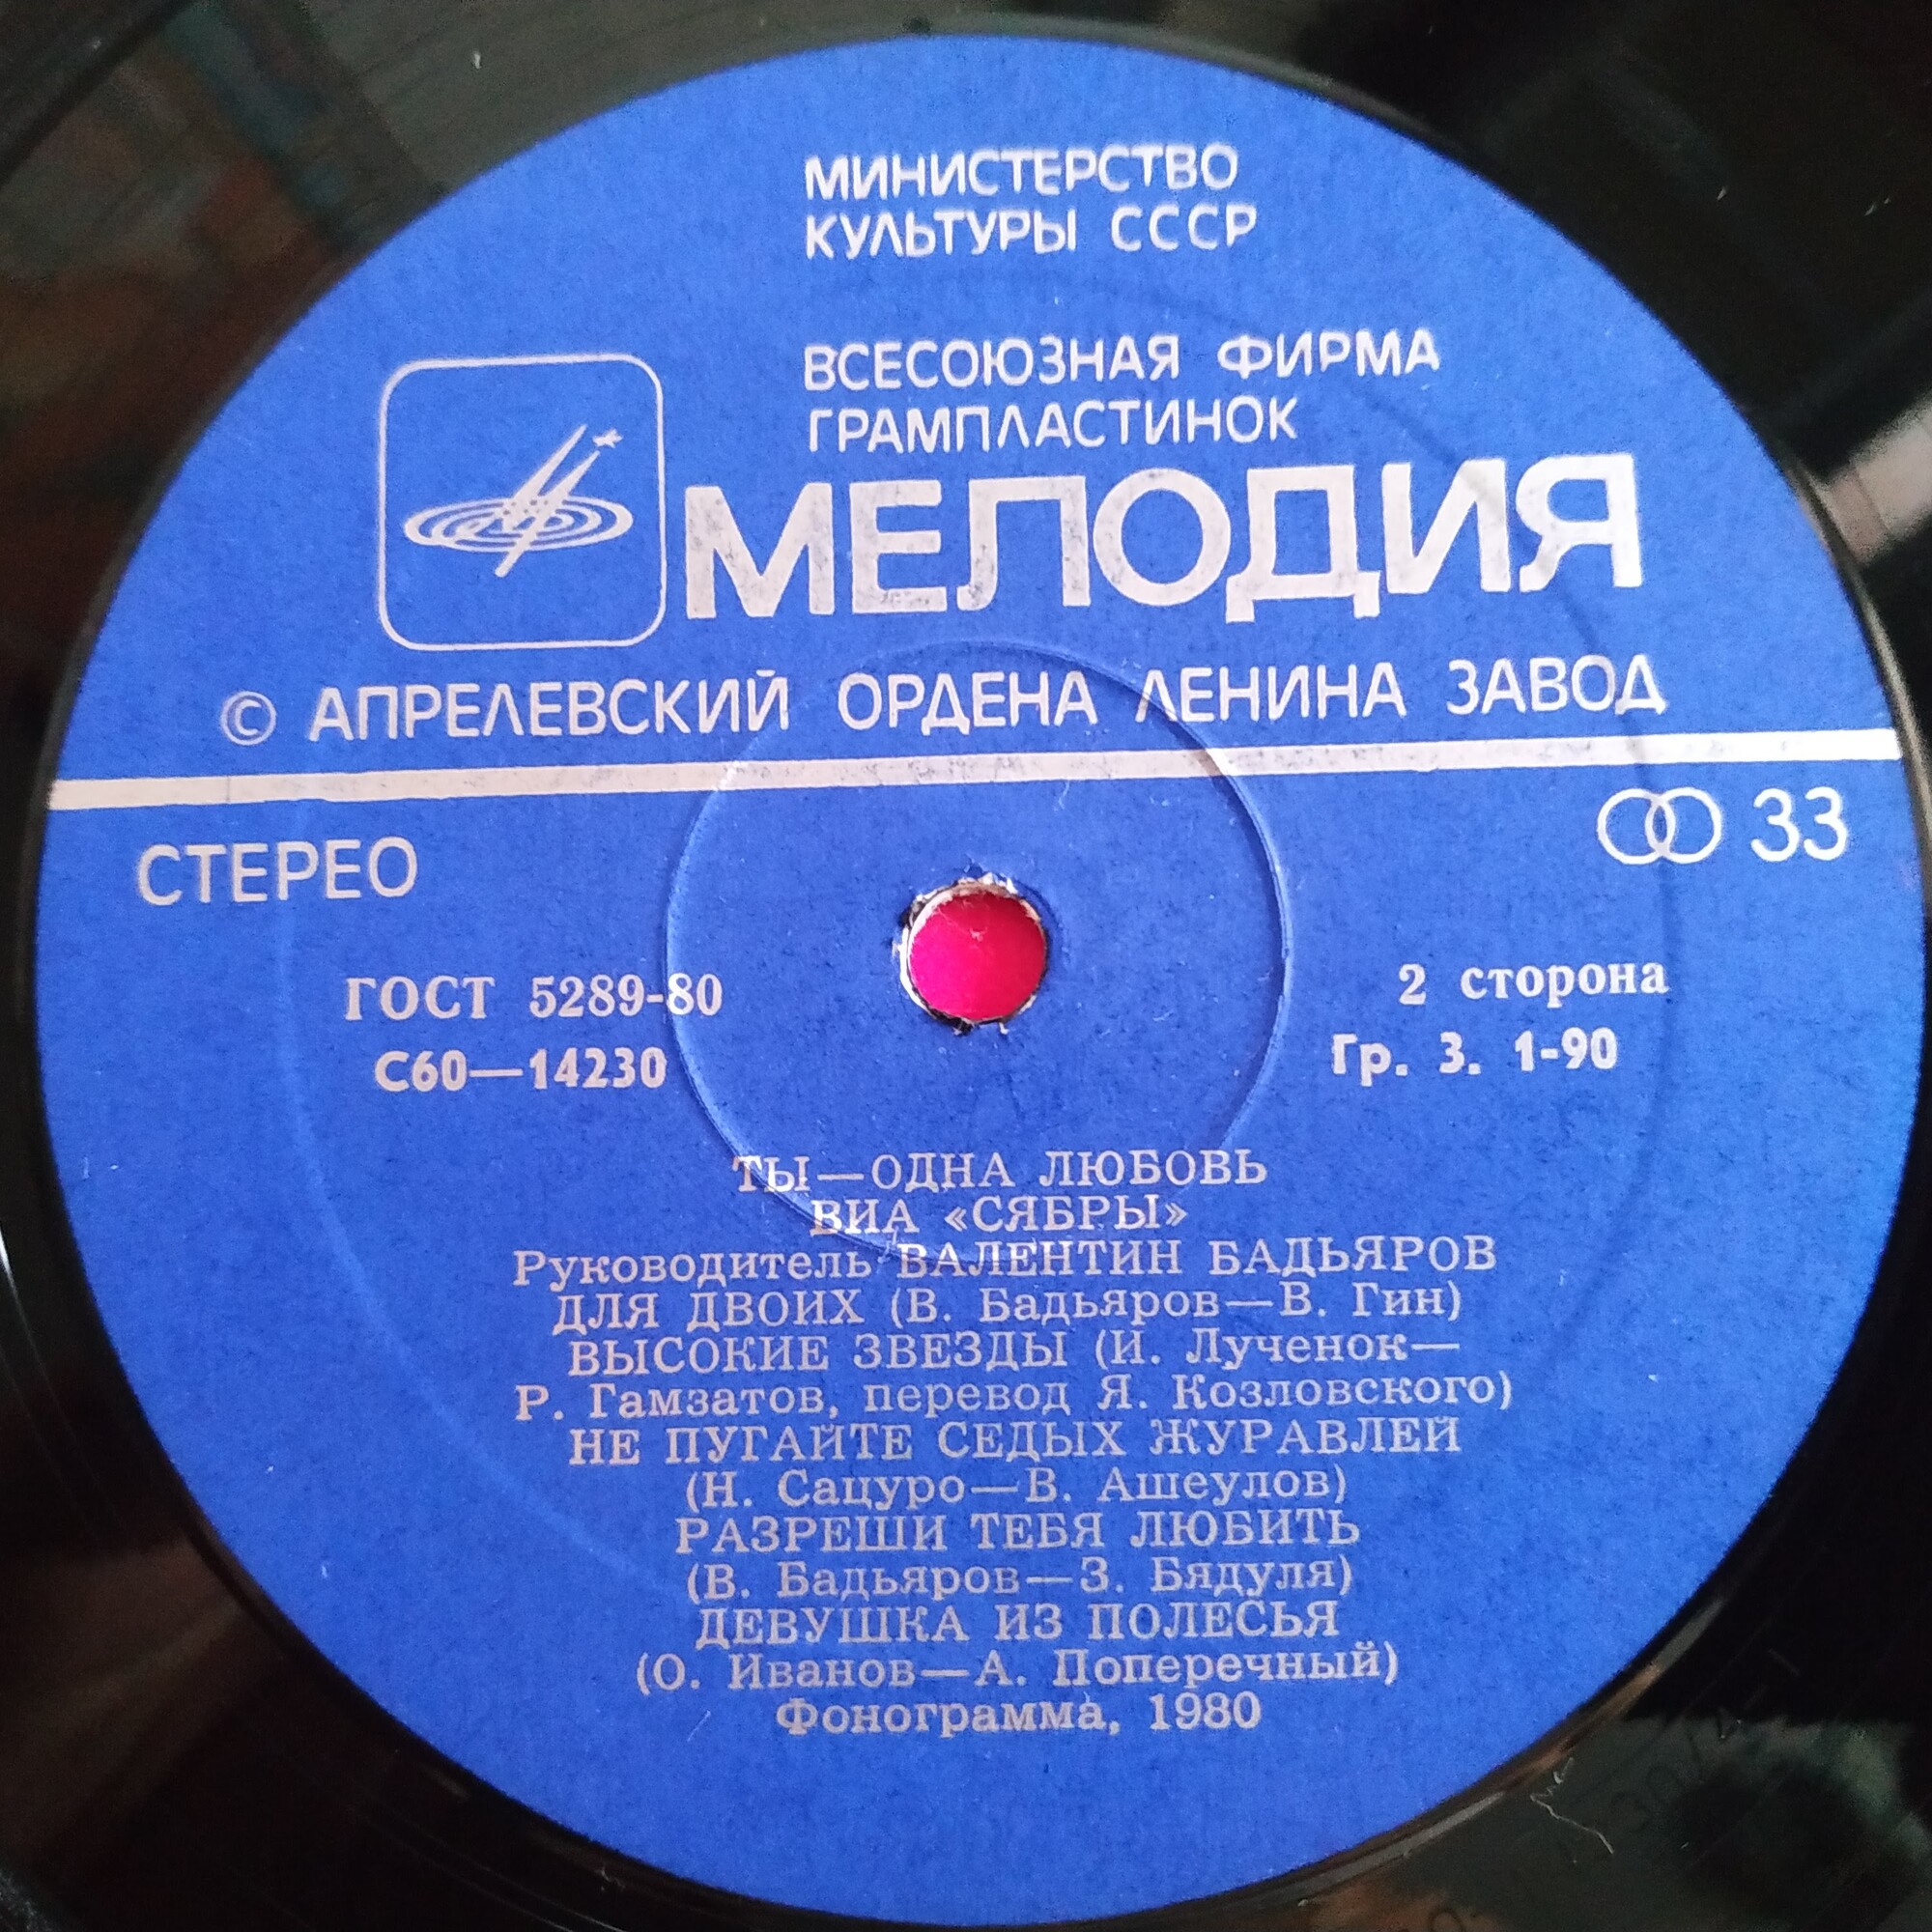 МИНИСТЕРСТВО
КУЛЬТУРЫ СССР
ВСЕСОЮЗНАЯ ФИРМА
ГРАМПЛАСТИНОК
МЕЛОДИЯ
© АПРЕЛЕВСКИЙ ОРДЕНА ЛЕНИНА ЗАВОД
СТЕРЕО
33
ГОСТ 5289-80
2 сторона
С60—14230
Гр. 3. 1-90
ТЫ—ОДНА ЛЮБОВЬ
ВИА «СЯБРЫ»
Руководитель ВАЛЕНТИН БАДЬЯРОВ
ДЛЯ ДВОИХ (В. Бадьяров—В. Гин)
ВЫСОКИЕ ЗВЕЗДЫ (И. Лученок—
Р. Гамзатов, перевод Я. Козловского)
НЕ ПУГАЙТЕ СЕДЫХ ЖУРАВЛЕЙ
(Н. Сацуро—В. Ашеулов)
РАЗРЕШИ ТЕБЯ ЛЮБИТЬ
(В. Бадьяров—З. Бядуля)
ДЕВУШКА ИЗ ПОЛЕСЬЯ
(О. Иванов—А. Поперечный)
Фонограмма, 1980